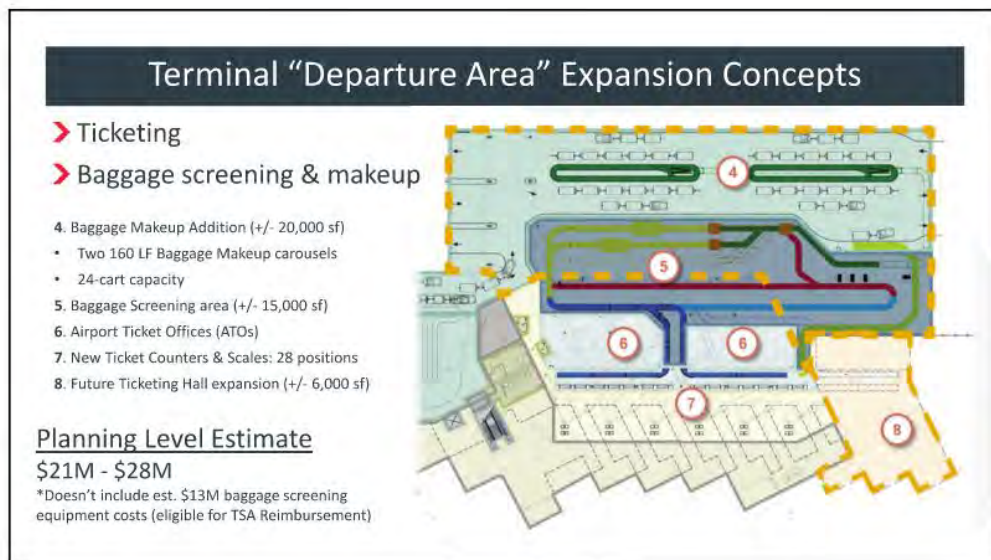 Terminal “Departure Area” Expansion Concepts
Ticketing
Baggage screening & makeup
4. Baggage Makeup Addition (+/- 20,000 sf)
• Two 160 LF Baggage Makeup carousels
• 24-cart capacity
5. Baggage Screening area (+/- 15,000 sf)
6. Airport Ticket Offices (ATOs)
7. New Ticket Counters & Scales: 28 positions
8. Future Ticketing Hall expansion (+/- 6,000 sf)
Planning Level Estimate
$21M - $28M
*Doesn’t include est. $13M baggage screening
equipment costs (eligible for TSA Reimbursement)
4
5
6
6
7
8